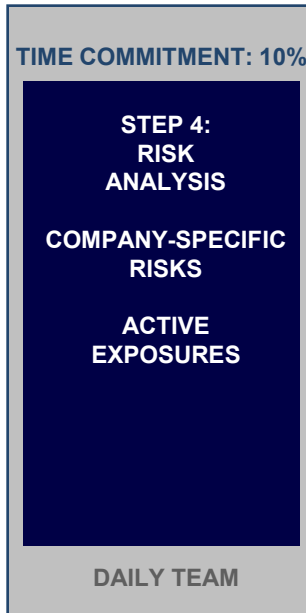 TIME COMMITMENT: 10%
STEP 4:
RISK
ANALYSIS
COMPANY-SPECIFIC
RISKS
ACTIVE
EXPOSURES
DAILY TEAM